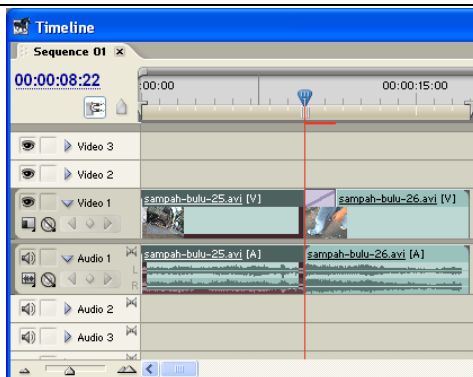 Timeline
Sequence 01 x
00:00:08:22
:00:00
00:00:15:00
Video 3
Video 2
Video 1
sampah-bulu-25.avi [V]
sampah-bulu-26.avi [V]
Audio 1
L
R
sampah-bulu-25.avi [A]
sampah-bulu-26.avi [A]
Audio 2
Audio 3